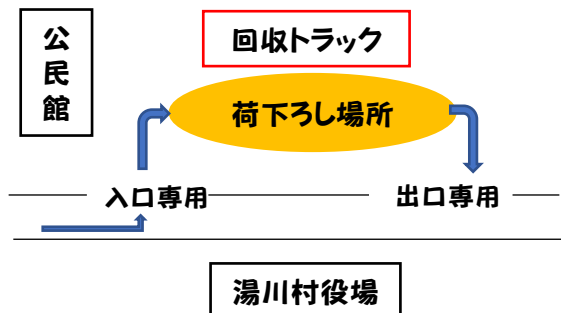 公民館
回収トラック
荷下ろし場所
入口専用
出口専用
湯川村役場